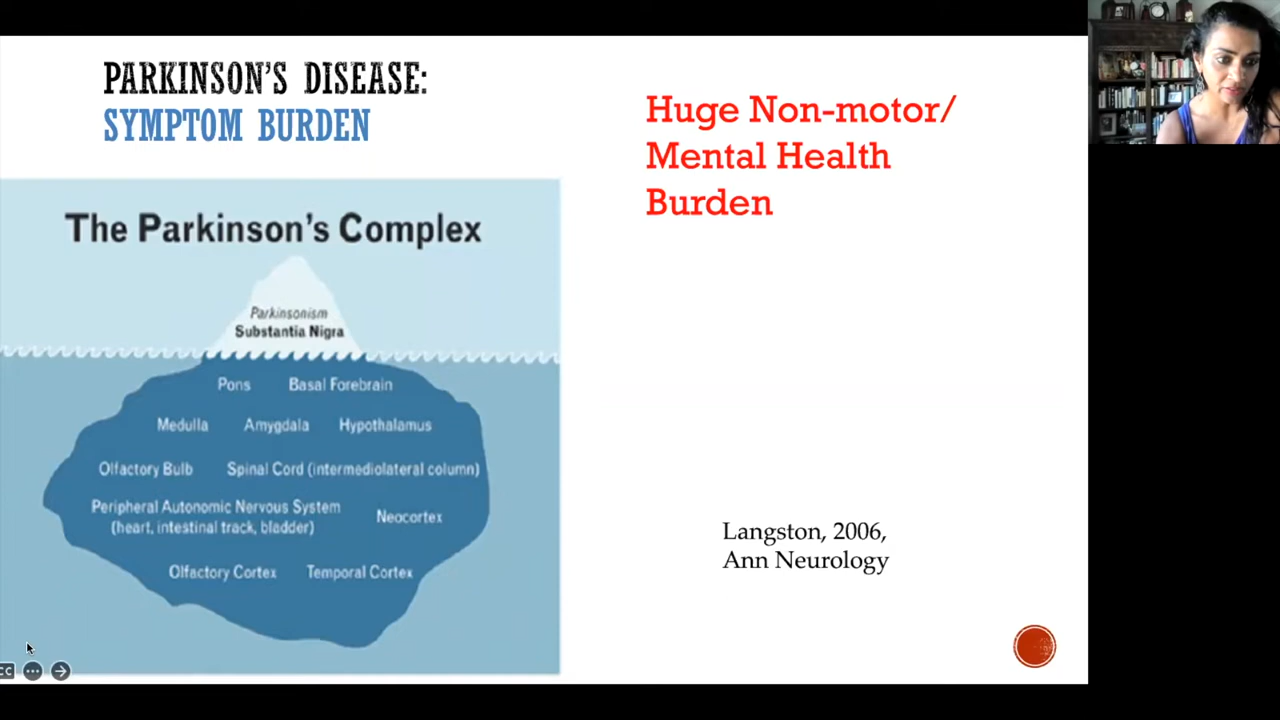 PARKINSON'S DISEASE:
SYMPTOM BURDEN
Huge Non-motor/
Mental Health
Burden
The Parkinson's Complex
Parkinsonism
Substantia Nigra
Pons Basal Forebrain
Medulla Amygdala Hypothalamus
Olfactory Bulb Spinal Cord (intermediolateral column)
Peripheral Autonomic Nervous System
(heart, intestinal track, bladder)
Neocortex
Olfactory Cortex Temporal Cortex
Langston, 2006,
Ann Neurology
CC